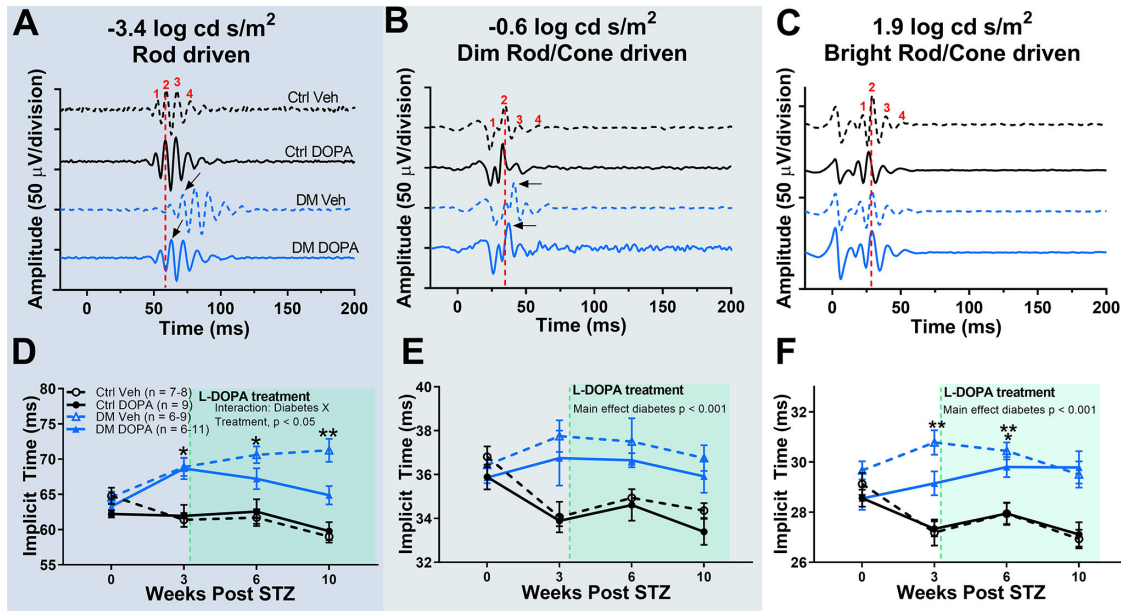 A
-3.4 log cd s/m²
Rod driven
Amplitude (50 µV/division)
1 2 3 4
Ctrl Veh
Ctrl DOPA
DM Veh
DM DOPA
0 50 100 150 200
Time (ms)
B
-0.6 log cd s/m²
Dim Rod/Cone driven
Amplitude (50 µV/division)
1 2 3 4
0 50 100 150 200
Time (ms)
C
1.9 log cd s/m²
Bright Rod/Cone driven
Amplitude (50 µV/division)
1 2 3 4
0 50 100 150 200
Time (ms)
D
Implicit Time (ms)
80
75
70
65
60
55
Ctrl Veh (n = 7-8)
Ctrl DOPA (n = 9)
DM Veh (n = 6-9)
DM DOPA (n = 6-11)
L-DOPA treatment
Interaction: Diabetes X
Treatment, p < 0.05
* * **
0 3 6 10
Weeks Post STZ
E
Implicit Time (ms)
40
38
36
34
32
L-DOPA treatment
Main effect diabetes p < 0.001
0 3 6 10
Weeks Post STZ
F
Implicit Time (ms)
32
30
28
26
L-DOPA treatment
Main effect diabetes p < 0.001
** **
*
0 3 6 10
Weeks Post STZ